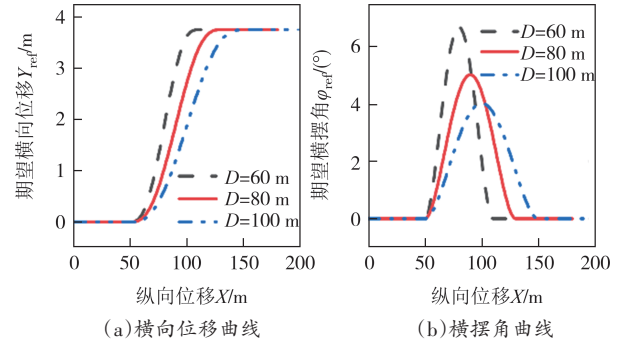 期望横向位移Yref/m
4
3
2
1
0
D=60 m
D=80 m
D=100 m
0 50 100 150 200
纵向位移X/m
(a)横向位移曲线
期望横摆角φref/(°)
6
4
2
0
D=60 m
D=80 m
D=100 m
0 50 100 150 200
纵向位移X/m
(b)横摆角曲线